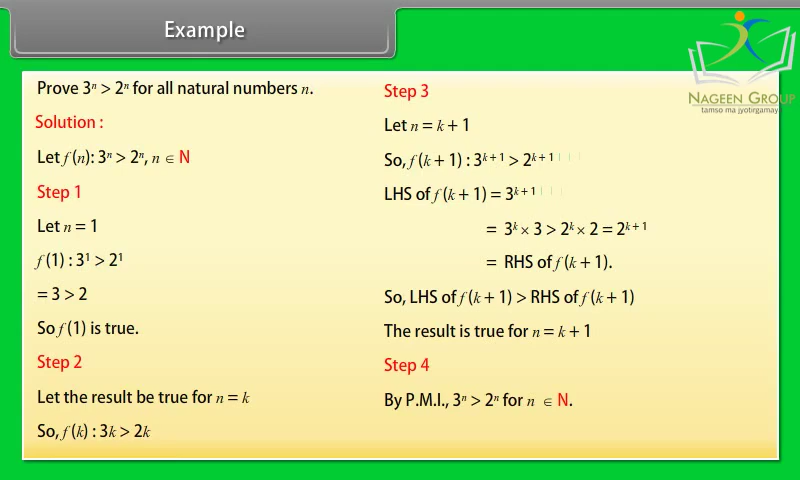 Example
NAGEEN GROUP
tamso ma jyotirgamay
Prove 3ⁿ > 2ⁿ for all natural numbers n.
Solution :
Let f (n): 3ⁿ > 2ⁿ, n ∈ N
Step 1
Let n = 1
f (1) : 3¹ > 2¹
= 3 > 2
So f (1) is true.
Step 2
Let the result be true for n = k
So, f (k) : 3k > 2k
Step 3
Let n = k + 1
So, f (k + 1) : 3ᵏ⁺¹ > 2ᵏ⁺¹
LHS of f (k + 1) = 3ᵏ⁺¹
= 3ᵏ × 3 > 2ᵏ × 2 = 2ᵏ⁺¹
= RHS of f (k + 1).
So, LHS of f (k + 1) > RHS of f (k + 1)
The result is true for n = k + 1
Step 4
By P.M.I., 3ⁿ > 2ⁿ for n ∈ N.